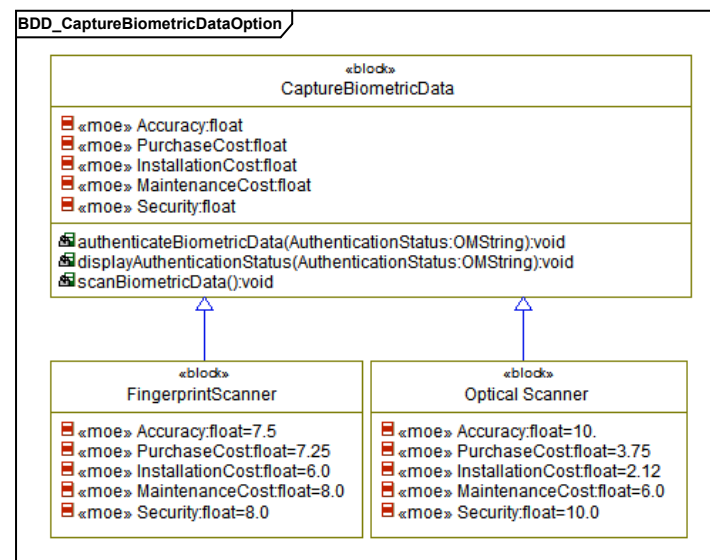 BDD_CaptureBiometricDataOption
«block»
CaptureBiometricData
«moe» Accuracy:float
«moe» PurchaseCost:float
«moe» InstallationCost:float
«moe» MaintenanceCost:float
«moe» Security:float
authenticateBiometricData(AuthenticationStatus:OMString):void
displayAuthenticationStatus(AuthenticationStatus:OMString):void
scanBiometricData():void
«block»
FingerprintScanner
«moe» Accuracy:float=7.5
«moe» PurchaseCost:float=7.25
«moe» InstallationCost:float=6.0
«moe» MaintenanceCost:float=8.0
«moe» Security:float=8.0
«block»
Optical Scanner
«moe» Accuracy:float=10.
«moe» PurchaseCost:float=3.75
«moe» InstallationCost:float=2.12
«moe» MaintenanceCost:float=6.0
«moe» Security:float=10.0